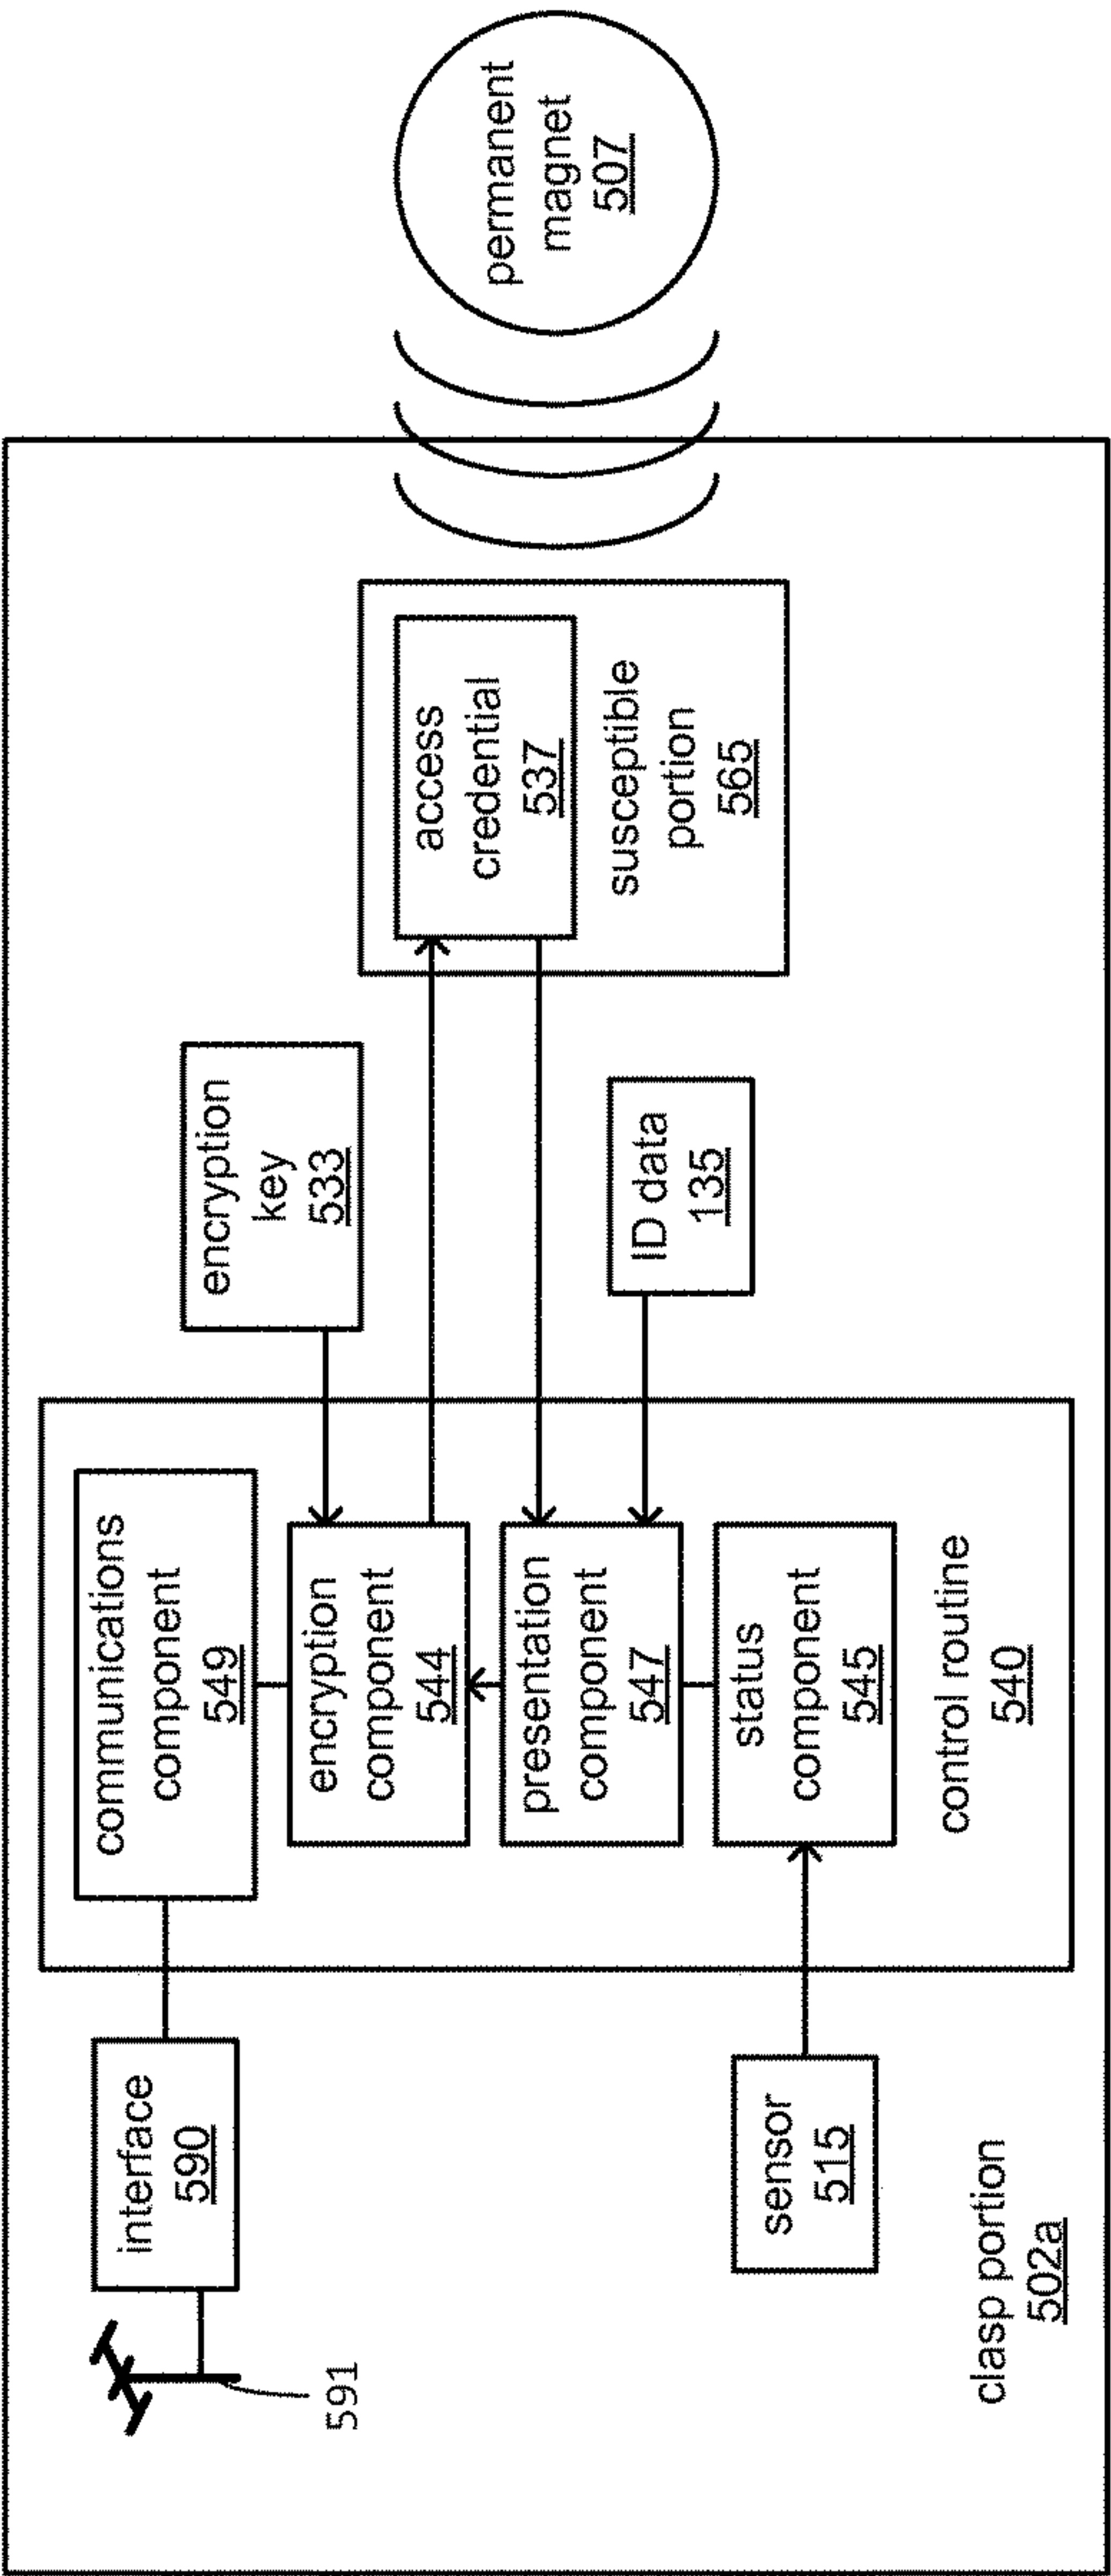 interface
590
591
communications
component
549
encryption
component
544
presentation
component
547
status
component
545
control routine
540
sensor
515
clasp portion
502a
encryption
key
533
ID data
135
access
credential
537
susceptible
portion
565
permanent
magnet
507